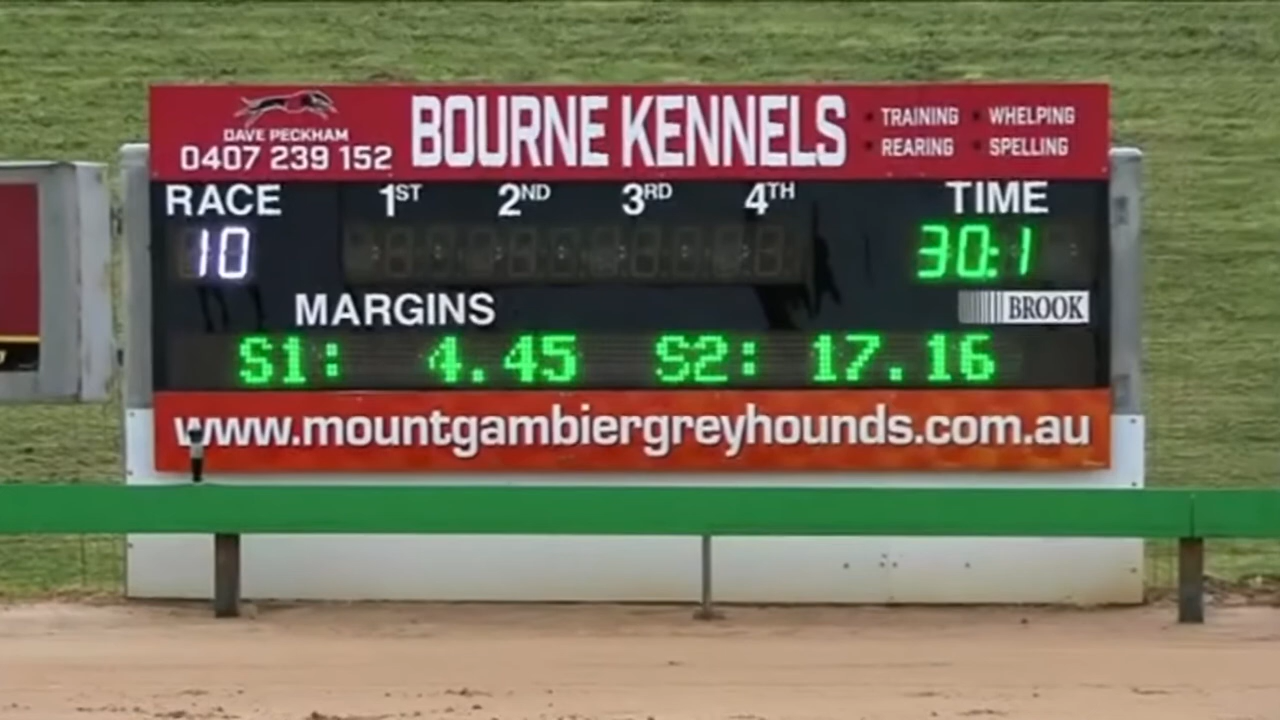 BOURNE KENNELS
DAVE PECKHAM
0407 239 152
TRAINING WHELPING
REARING SPELLING
RACE 1ST 2ND 3RD 4TH TIME
10 30:1
MARGINS BROOK
S1: 4.45 S2: 17.16
www.mountgambiergreyhounds.com.au